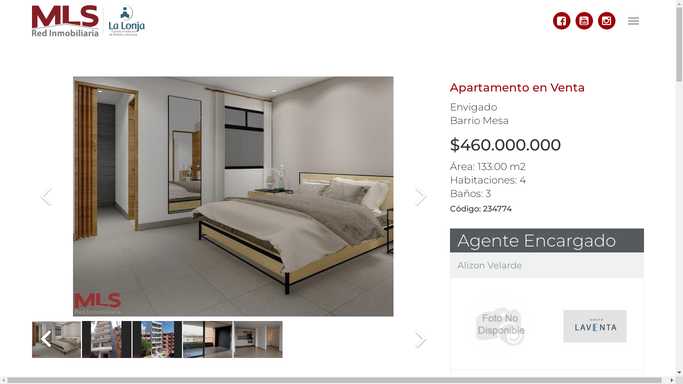 MLS
Red Inmobiliaria
La Lonja
Apartamento en Venta
Envigado
Barrio Mesa
$460.000.000
Área: 133.00 m2
Habitaciones: 4
Baños: 3
Código: 234774
MLS
Red Inmobiliaria
Agente Encargado
Alizon Velarde
Foto No
Disponible
LAVENTA